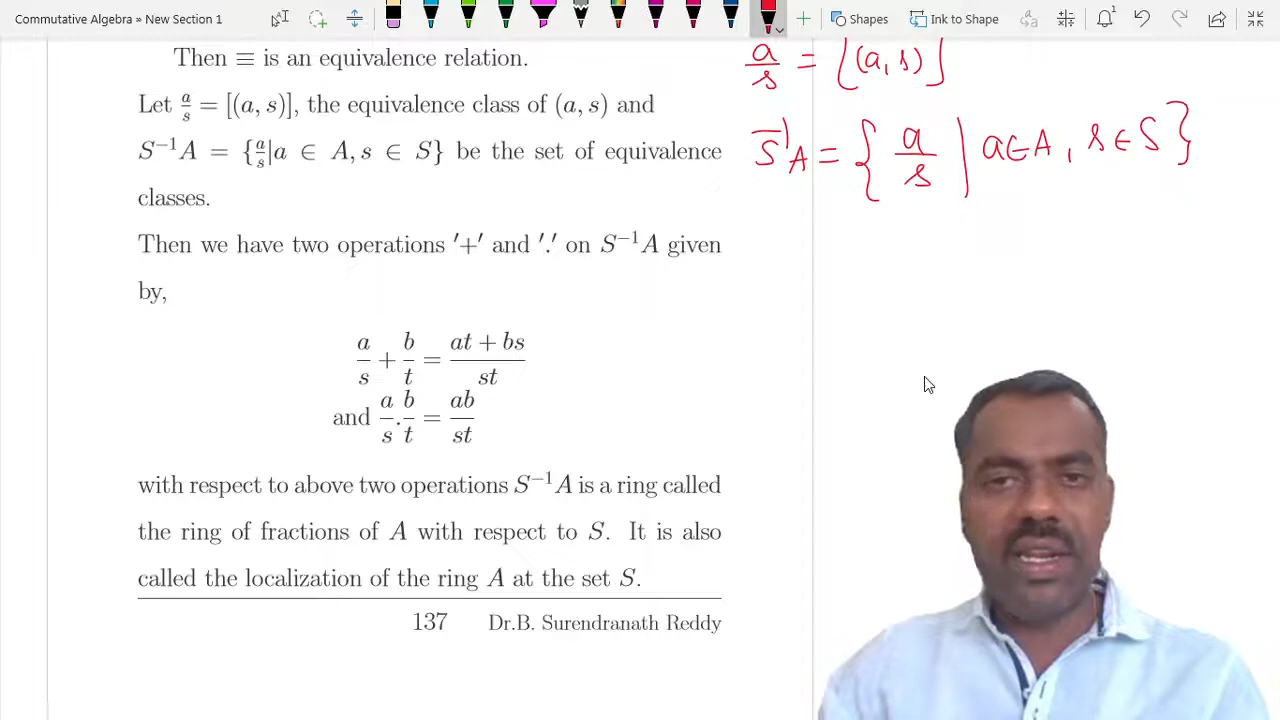 Commutative Algebra » New Section 1
Shapes
Ink to Shape
Then ≡ is an equivalence relation.
Let a/s = [(a, s)], the equivalence class of (a, s) and
S⁻¹A = {a/s|a ∈ A, s ∈ S} be the set of equivalence
classes.
Then we have two operations ′+′ and ′.′ on S⁻¹A given
by,
a/s + b/t = (at + bs)/st
and a/s . b/t = ab/st
with respect to above two operations S⁻¹A is a ring called
the ring of fractions of A with respect to S. It is also
called the localization of the ring A at the set S.
137 Dr.B. Surendranath Reddy
a/s = [(a, s)]
S⁻¹A = { a/s | a∈A, s∈S }